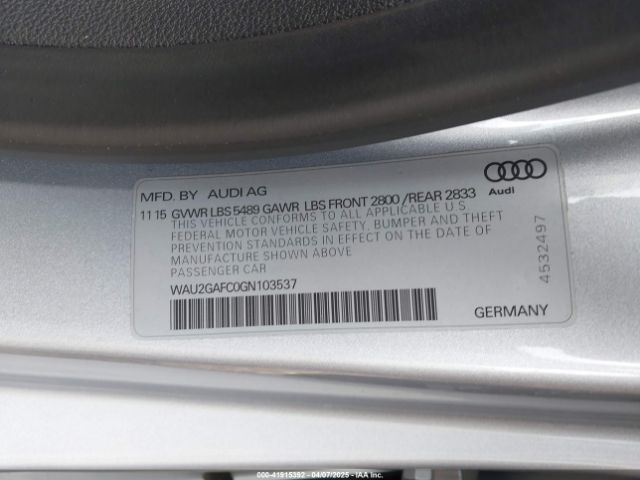 MFD. BY AUDI AG
11 15 GVWR LBS 5489 GAWR LBS FRONT 2800 /REAR 2833
THIS VEHICLE CONFORMS TO ALL APPLICABLE U S
FEDERAL MOTOR VEHICLE SAFETY, BUMPER, AND THEFT
PREVENTION STANDARDS IN EFFECT ON THE DATE OF
MANUFACTURE SHOWN ABOVE
PASSENGER CAR
WAU2GAFC0GN103537
Audi
4532497
GERMANY
000-41915392 - 04/07/2025 - IAA Inc.